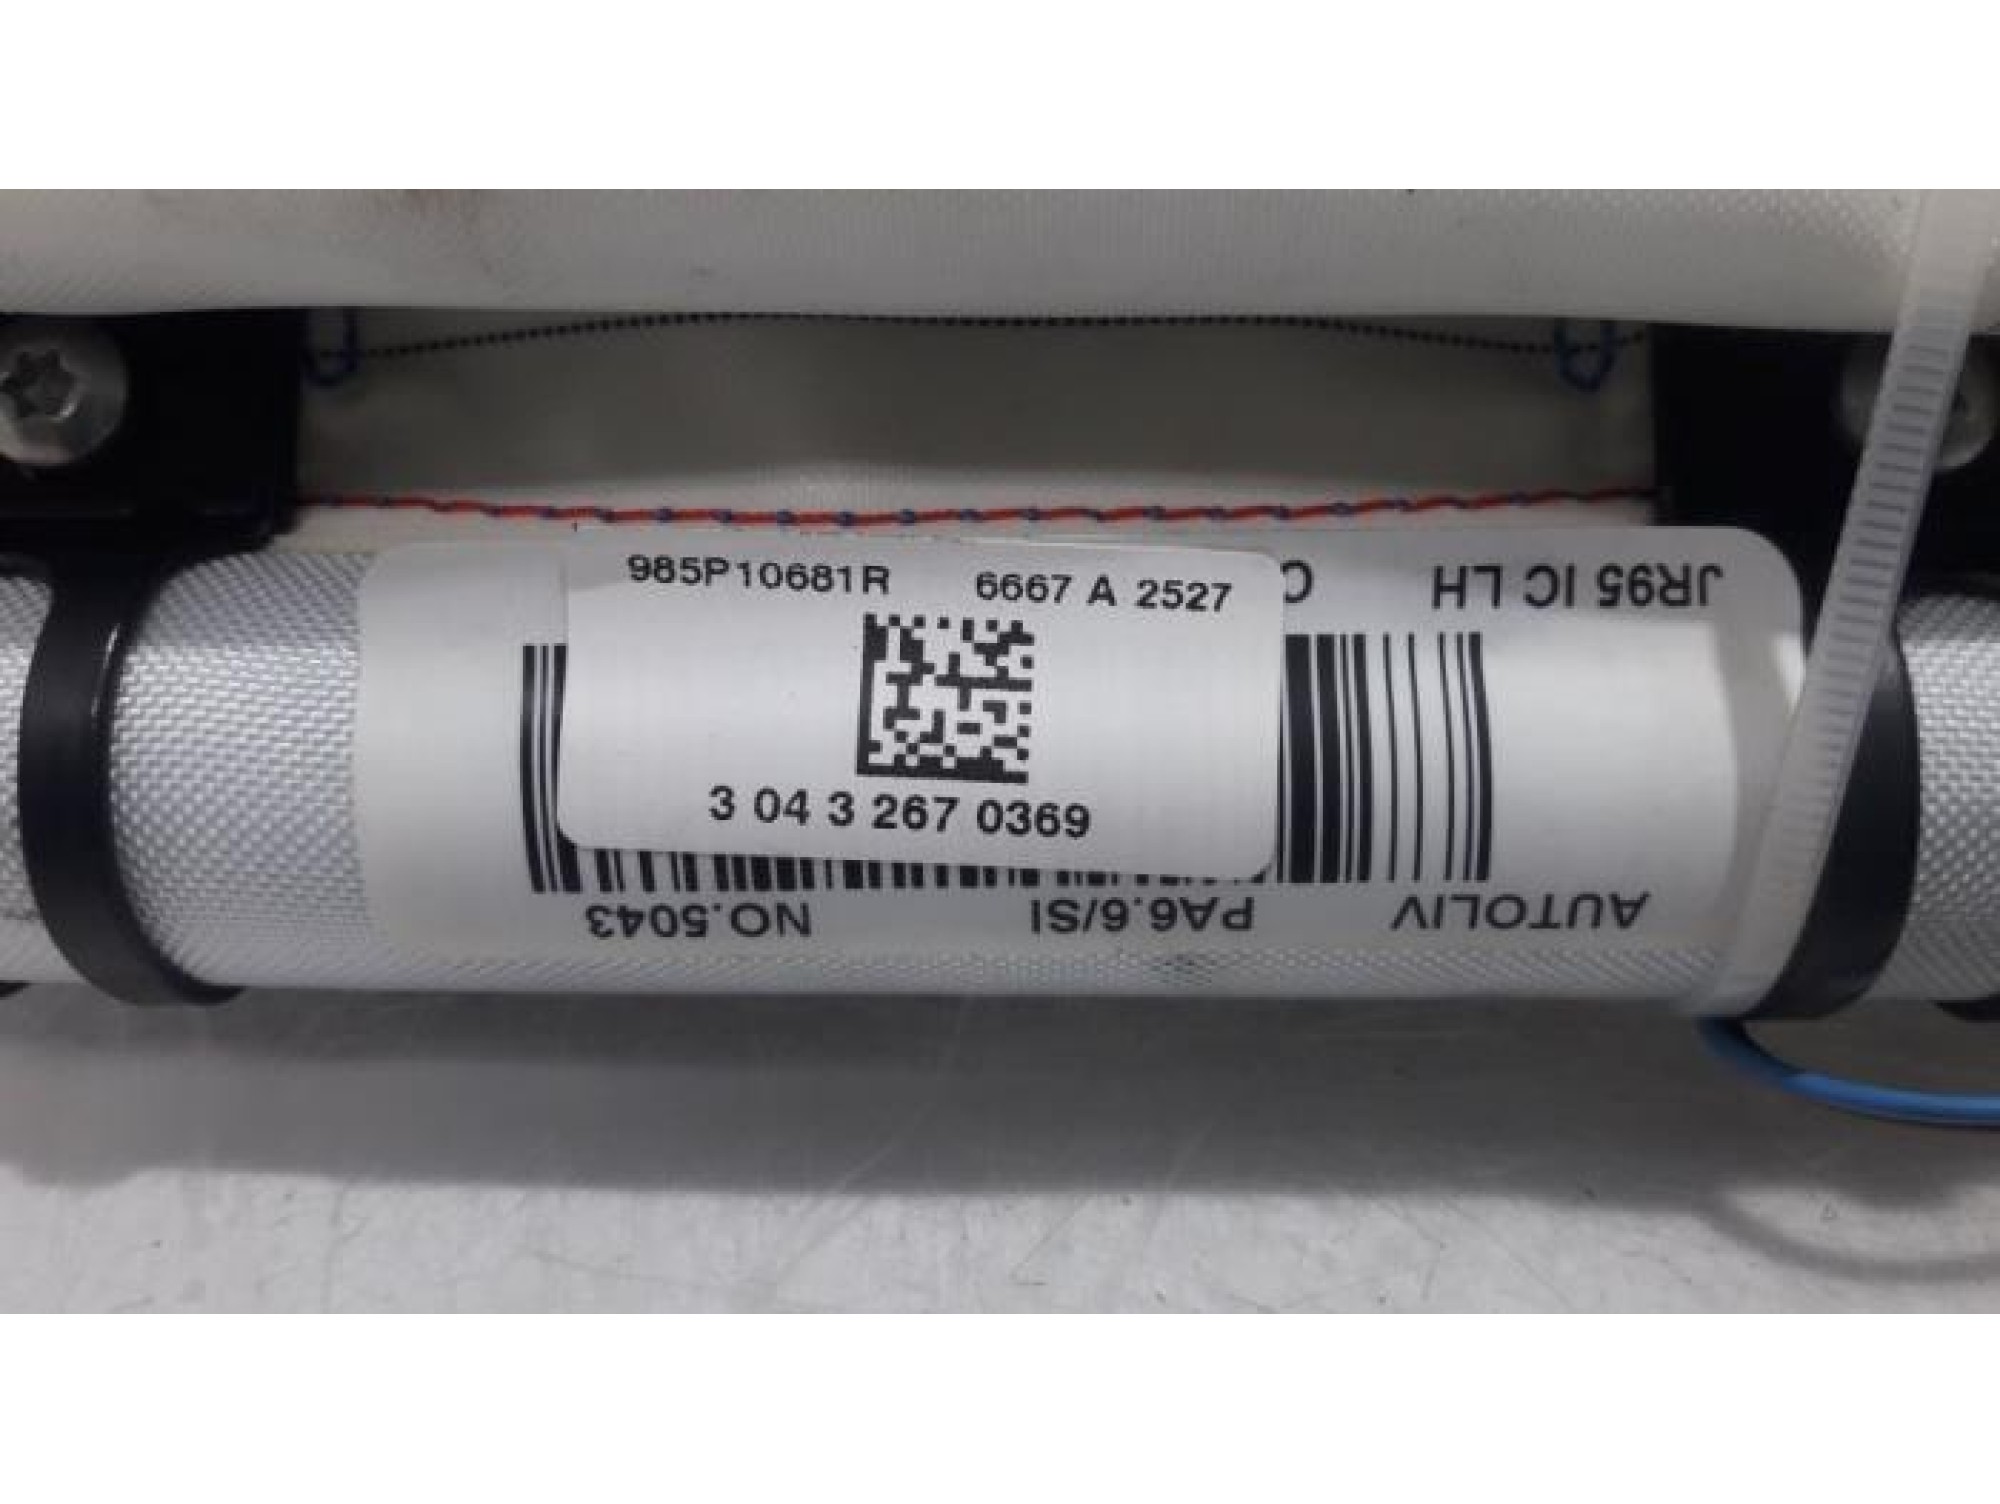 985P10681R 6667 A 2527
3 04 3 267 0369
JR95 IC LH
AUTOLIV PA6.6/SI NO.5043